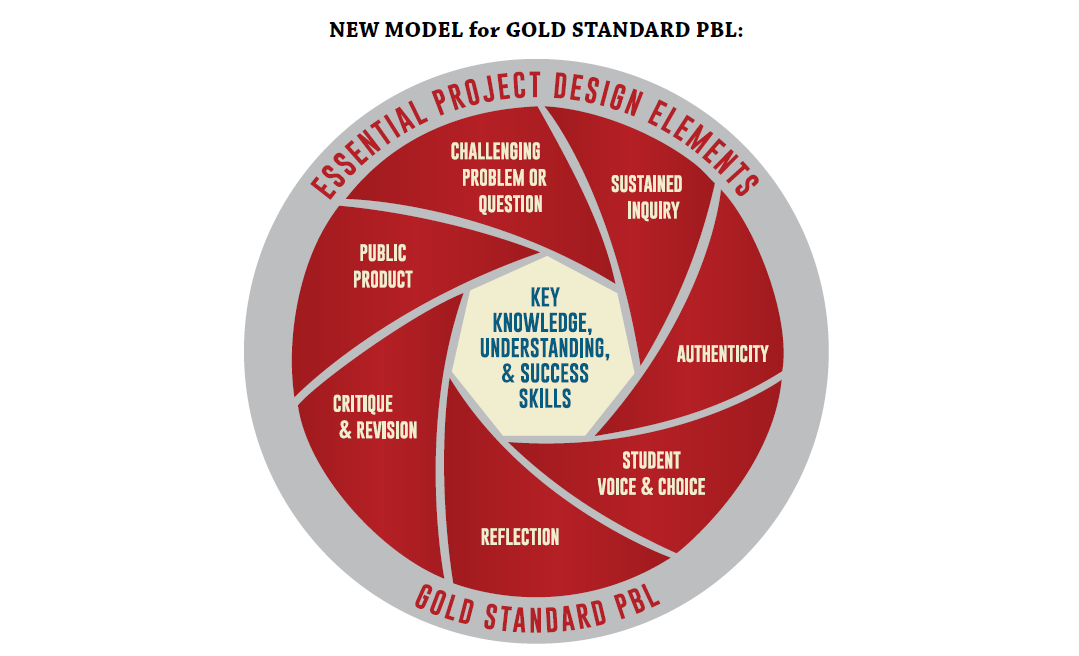 NEW MODEL for GOLD STANDARD PBL:
ESSENTIAL PROJECT DESIGN ELEMENTS
CHALLENGING
PROBLEM OR
QUESTION
SUSTAINED
INQUIRY
AUTHENTICITY
STUDENT
VOICE & CHOICE
REFLECTION
CRITIQUE
& REVISION
PUBLIC
PRODUCT
KEY
KNOWLEDGE,
UNDERSTANDING,
& SUCCESS
SKILLS
GOLD STANDARD PBL